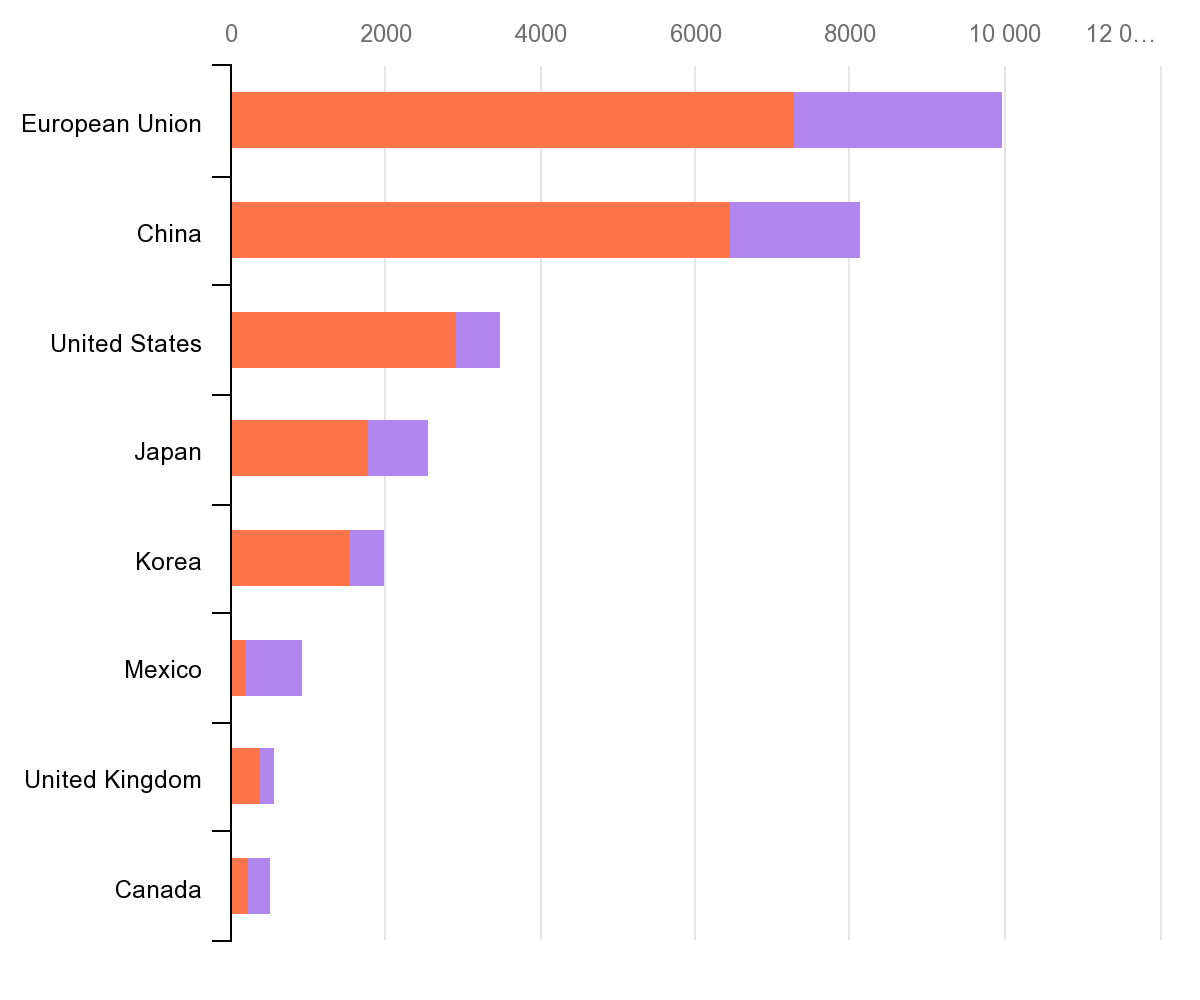 0 2000 4000 6000 8000 10 000 12 0…
European Union
China
United States
Japan
Korea
Mexico
United Kingdom
Canada